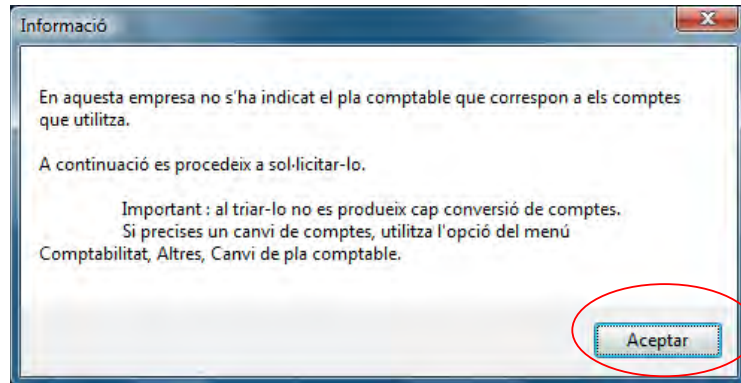 Informació
En aquesta empresa no s'ha indicat el pla comptable que correspon a els comptes
que utilitza.
A continuació es procedeix a sol·licitar-lo.
Important : al triar-lo no es produeix cap conversió de comptes.
Si precises un canvi de comptes, utilitza l'opció del menú
Comptabilitat, Altres, Canvi de pla comptable.
Aceptar